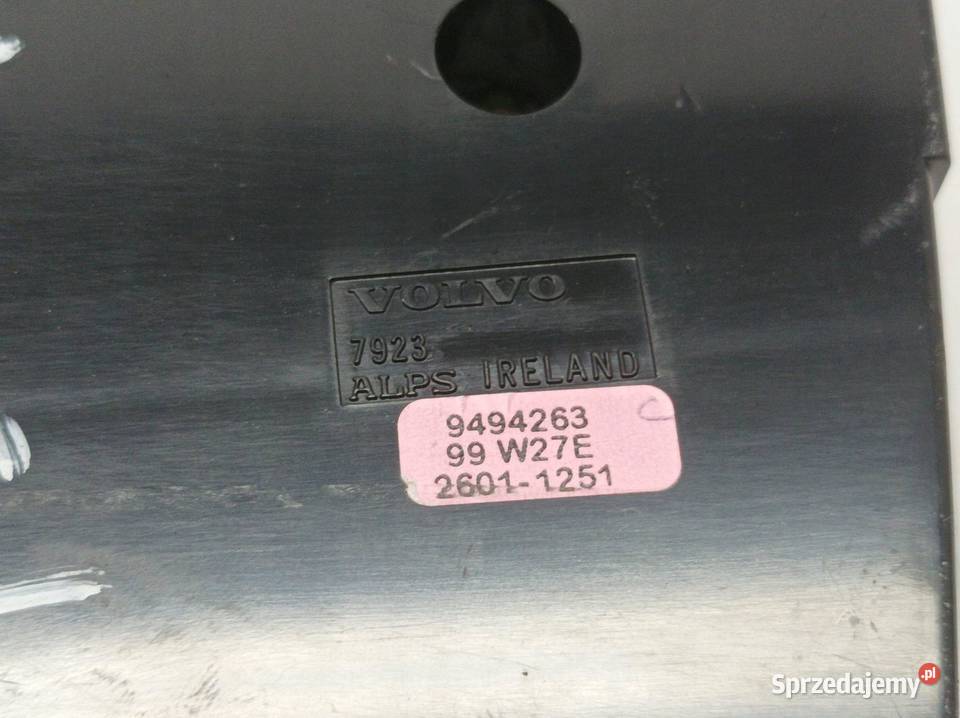 VOLVO
7923
ALPS IRELAND
9494263
C
99 W27E
2601-1251
Sprzedajemy.pl